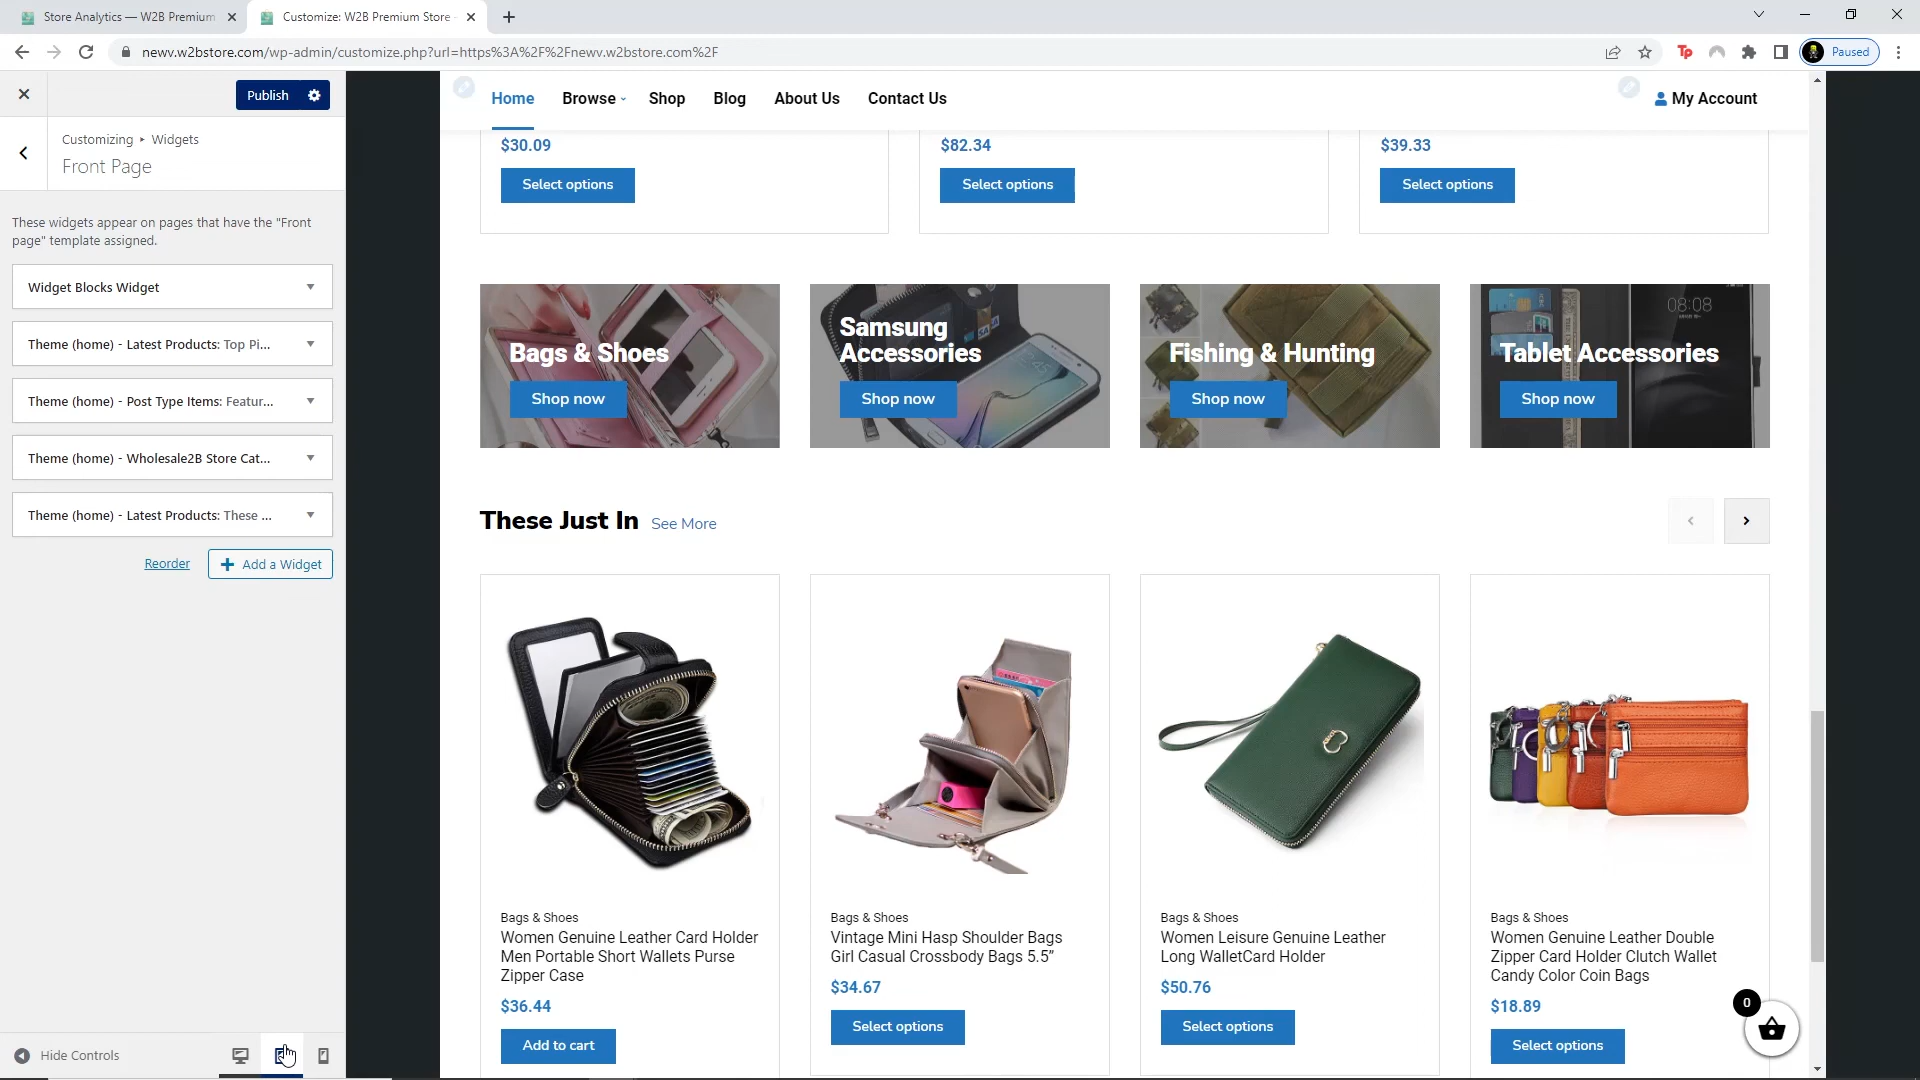 Store Analytics — W2B Premium
Customize: W2B Premium Store -
newv.w2bstore.com/wp-admin/customize.php?url=https%3A%2F%2Fnewv.w2bstore.com%2F
Tp
Paused
Publish
Customizing ▸ Widgets
Front Page
These widgets appear on pages that have the "Front
page" template assigned.
Widget Blocks Widget
Theme (home) - Latest Products: Top Pi...
Theme (home) - Post Type Items: Featur...
Theme (home) - Wholesale2B Store Cat...
Theme (home) - Latest Products: These ...
Reorder
Add a Widget
Hide Controls
Home Browse Shop Blog About Us Contact Us
My Account
$30.09
Select options
$82.34
Select options
$39.33
Select options
Bags & Shoes
Shop now
Samsung
Accessories
Shop now
Fishing & Hunting
Shop now
08:08
Tablet Accessories
Shop now
These Just In See More
Bags & Shoes
Women Genuine Leather Card Holder
Men Portable Short Wallets Purse
Zipper Case
$36.44
Add to cart
Bags & Shoes
Vintage Mini Hasp Shoulder Bags
Girl Casual Crossbody Bags 5.5”
$34.67
Select options
Bags & Shoes
Women Leisure Genuine Leather
Long WalletCard Holder
$50.76
Select options
Bags & Shoes
Women Genuine Leather Double
Zipper Card Holder Clutch Wallet
Candy Color Coin Bags
$18.89
Select options
0